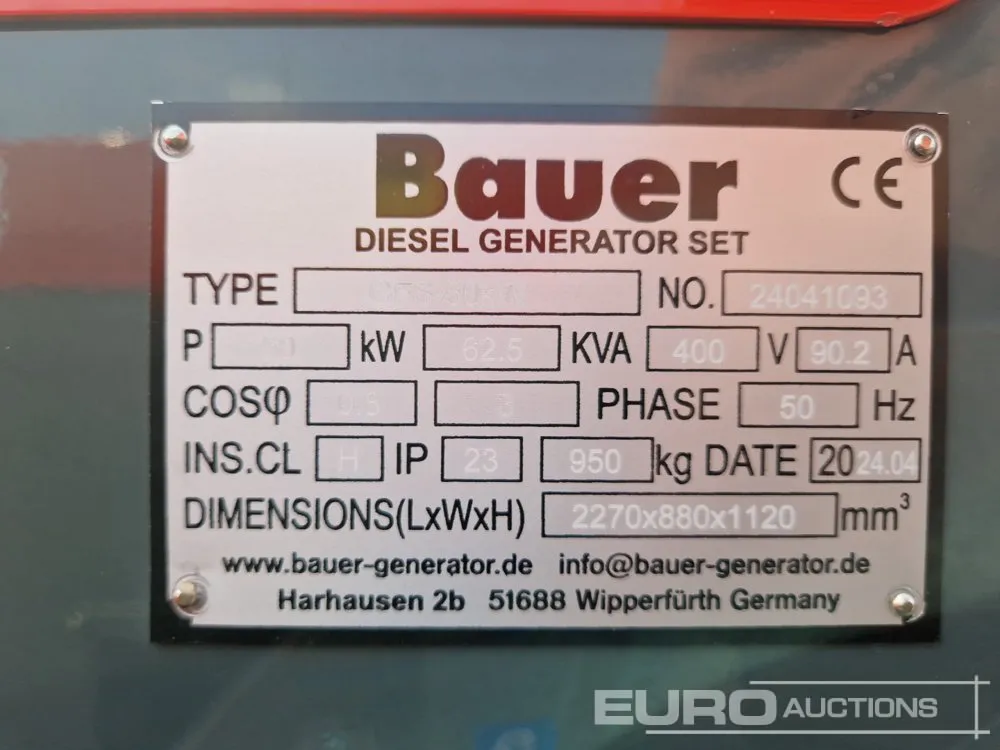 Bauer CE
DIESEL GENERATOR SET
TYPE NO. 24041093
P kW 62.5 KVA 400 V 90.2 A
COSφ PHASE 50 Hz
INS.CL H IP 23 950 kg DATE 2024.04
DIMENSIONS(LxWxH) 2270x880x1120 mm³
www.bauer-generator.de info@bauer-generator.de
Harhausen 2b 51688 Wipperfürth Germany
EURO AUCTIONS